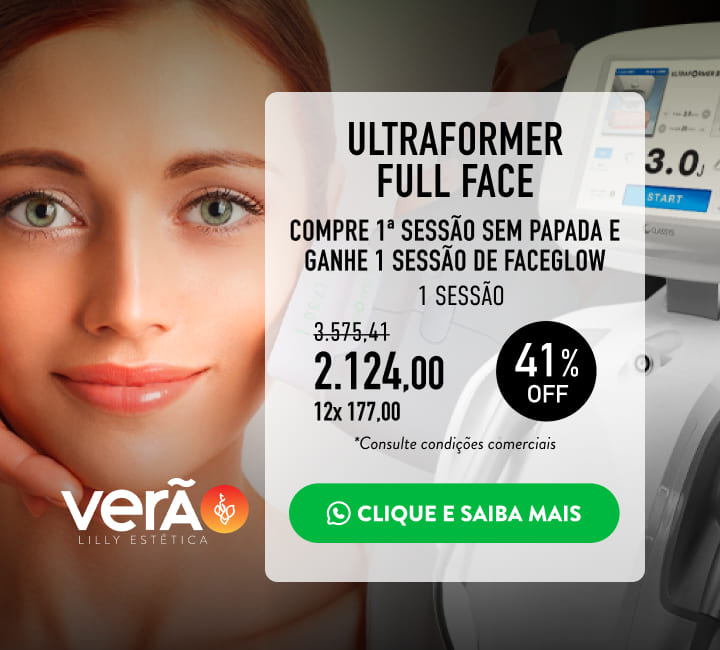 ULTRAFORMER
FULL FACE
COMPRE 1ª SESSÃO SEM PAPADA E
GANHE 1 SESSÃO DE FACEGLOW
1 SESSÃO
3.575,41
2.124,00
12x 177,00
41%
OFF
*Consulte condições comerciais
CLIQUE E SAIBA MAIS
verÃo
LILLY ESTÉTICA
ULTRAFORMER
3.0J
START
CLASSYS